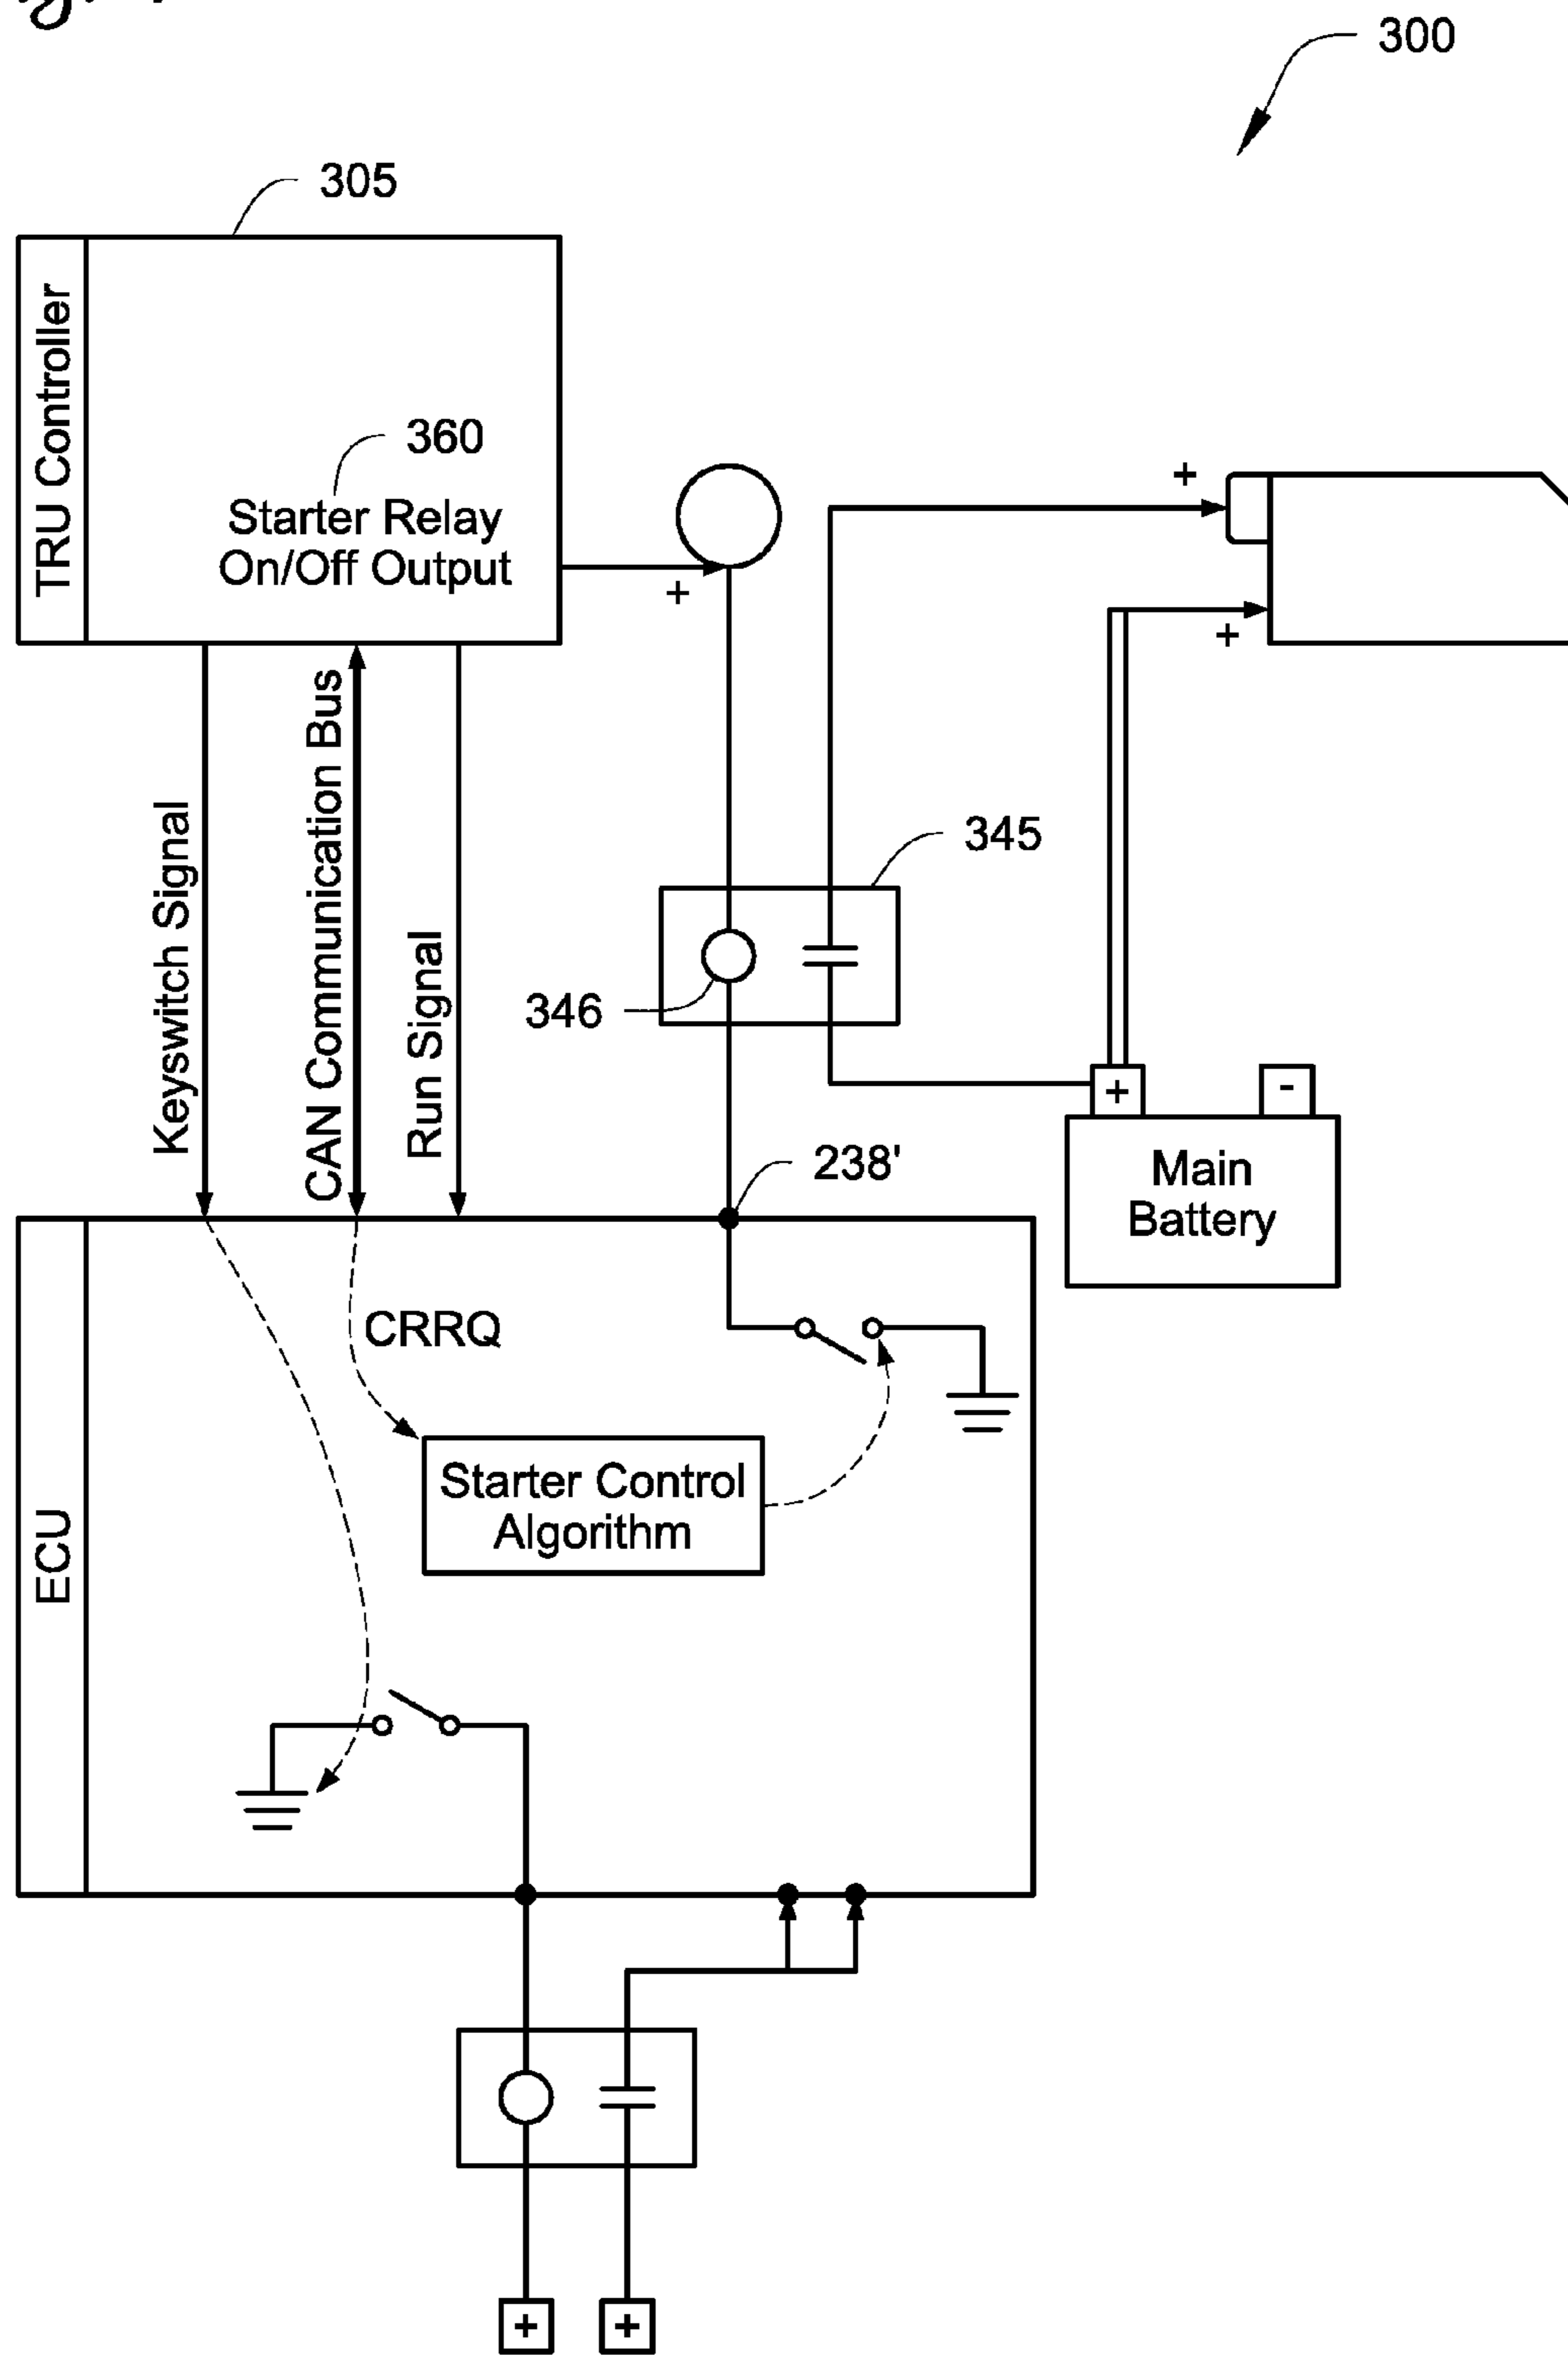 300
305
TRU Controller
360
Starter Relay
On/Off Output
+
+
+
Keyswitch Signal
CAN Communication Bus
Run Signal
345
346
238'
+
-
Main
Battery
ECU
CRRQ
Starter Control
Algorithm
+
+